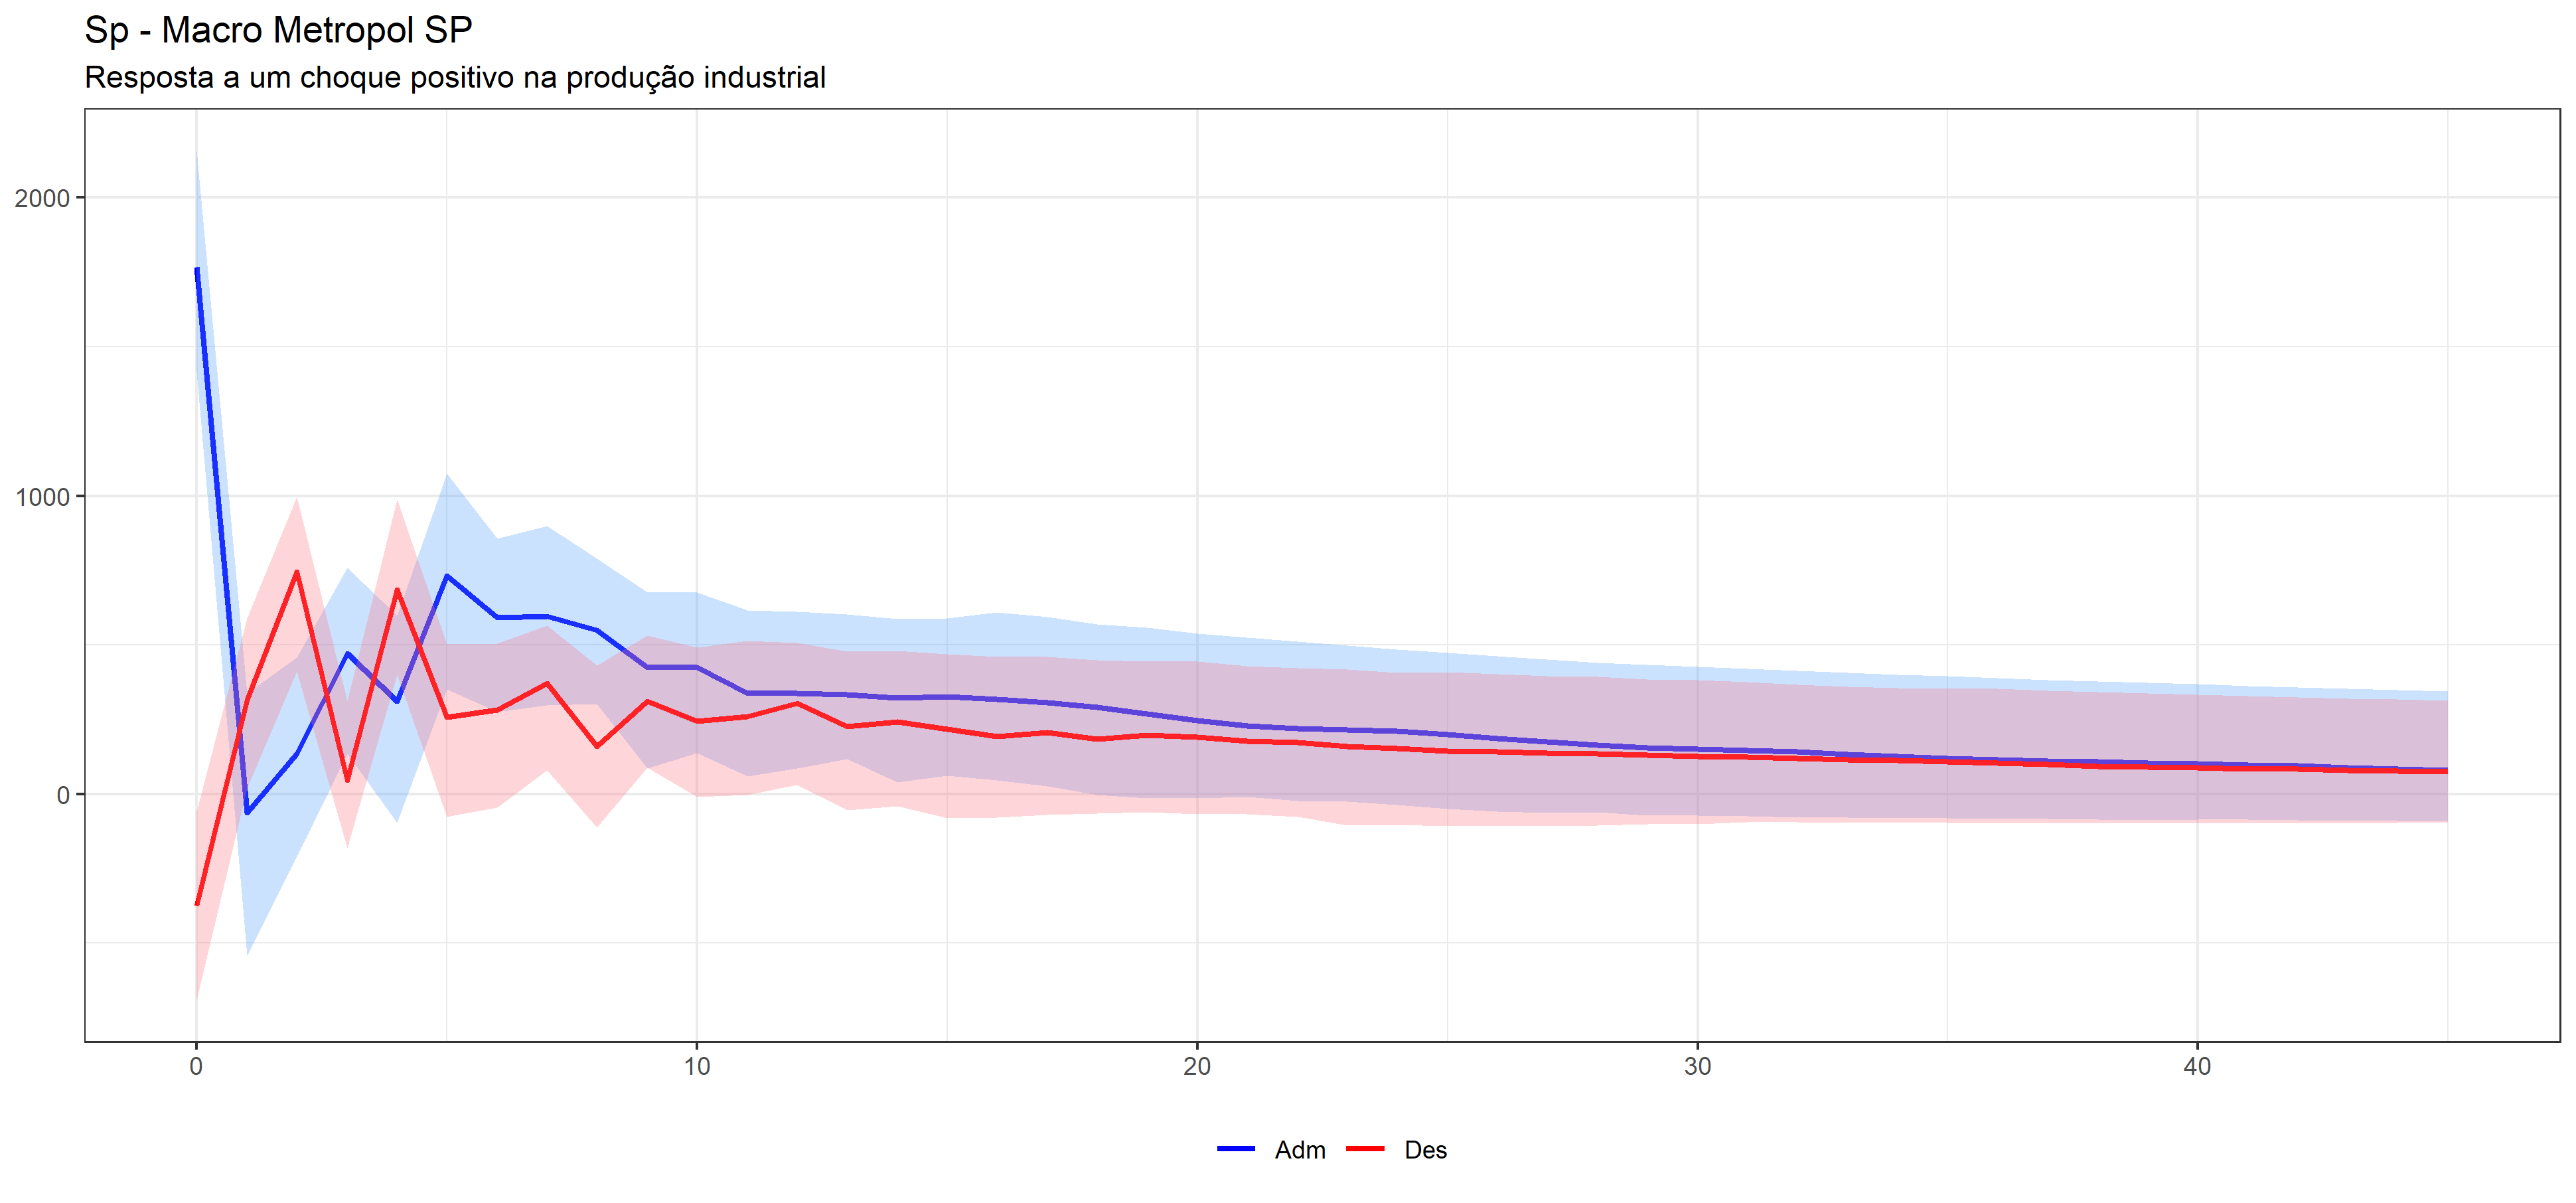 Sp - Macro Metropol SP
Resposta a um choque positivo na produção industrial
2000
1000
0
0 10 20 30 40
Adm Des